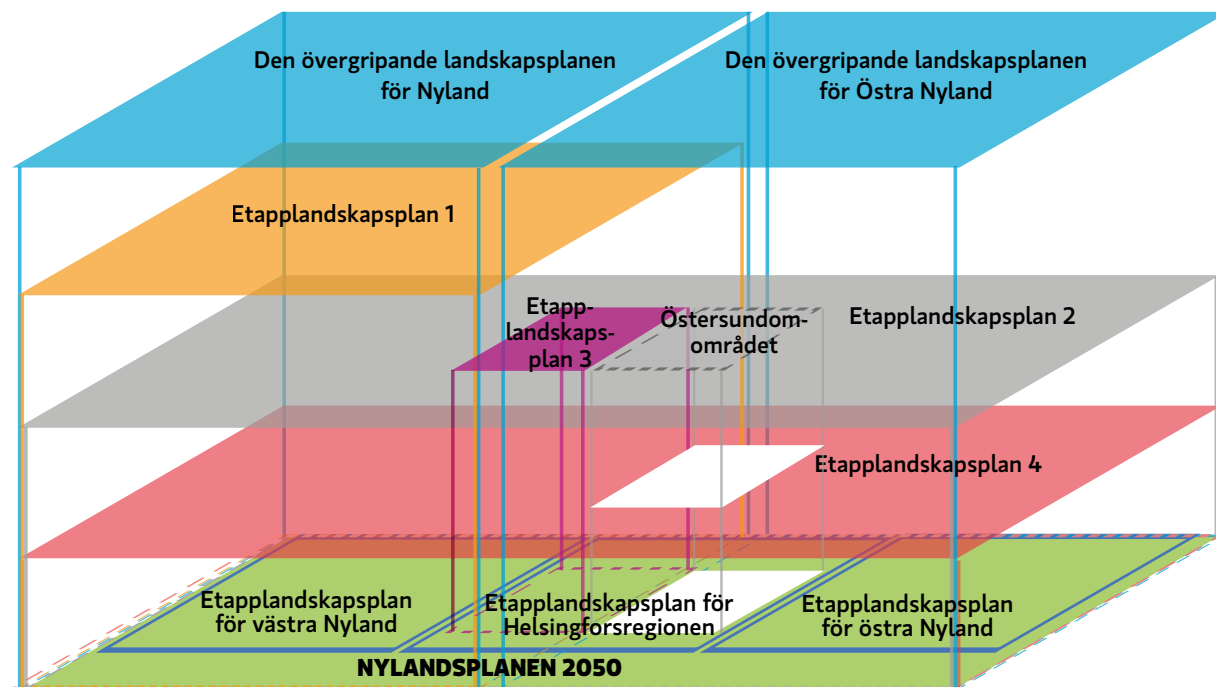 Den övergripande landskapsplanen
för Nyland
Den övergripande landskapsplanen
för Östra Nyland
Etapplandskapsplan 1
Etapp-
landskaps-
plan 3
Östersundom-
området
Etapplandskapsplan 2
Etapplandskapsplan 4
Etapplandskapsplan
för västra Nyland
Etapplandskapsplan för
Helsingforsregionen
Etapplandskapsplan
för östra Nyland
NYLANDSPLANEN 2050